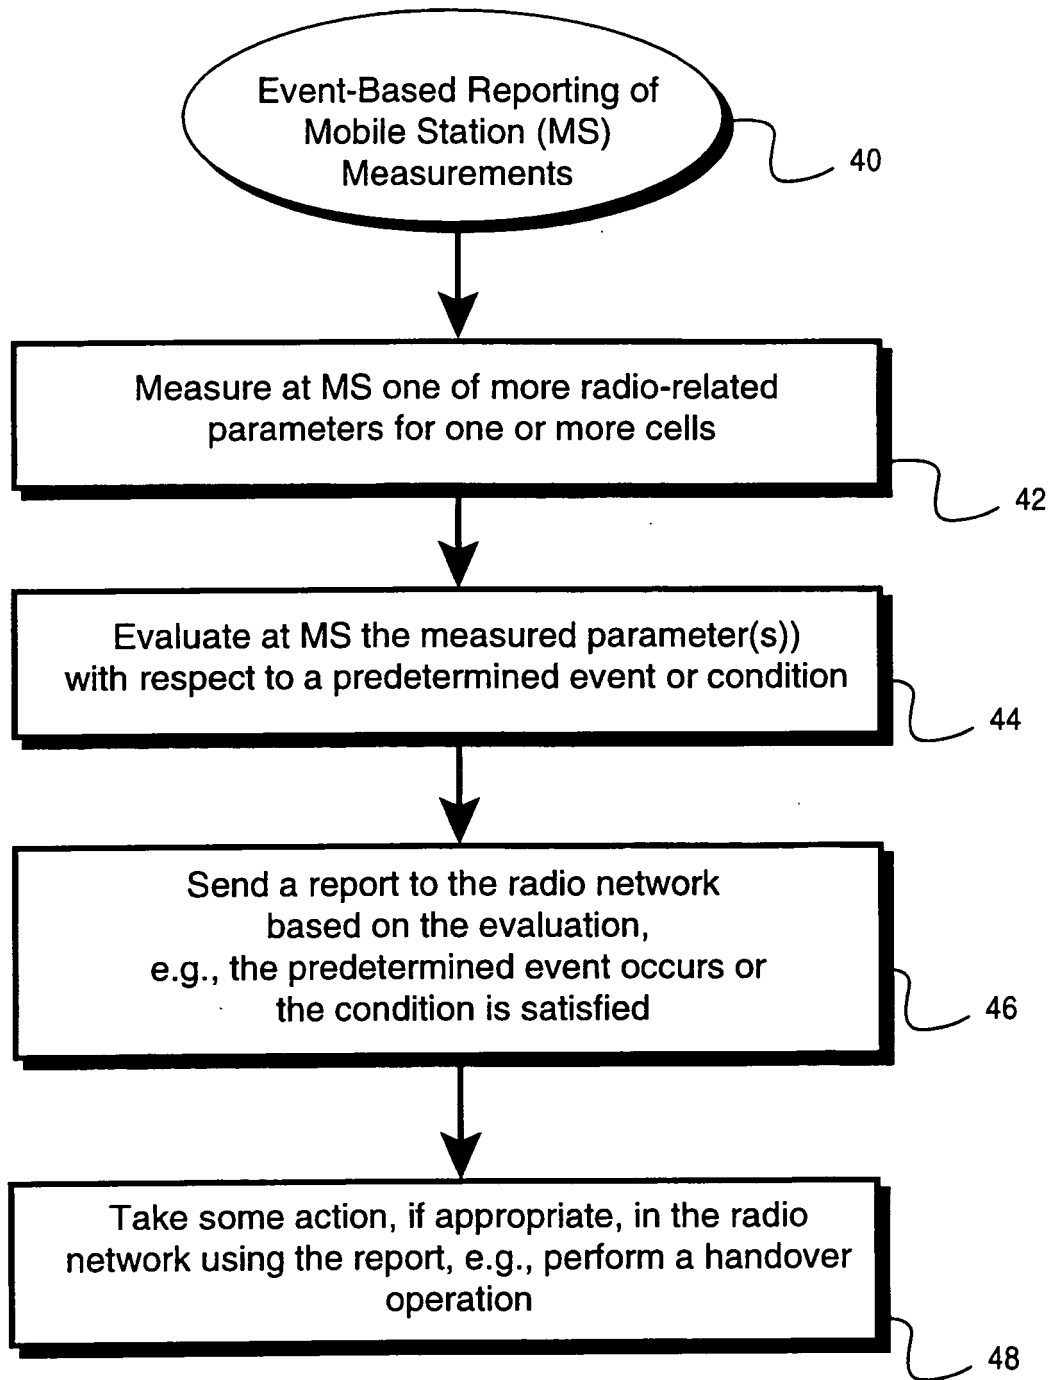 Event-Based Reporting of
Mobile Station (MS)
Measurements
40
Measure at MS one of more radio-related
parameters for one or more cells
42
Evaluate at MS the measured parameter(s))
with respect to a predetermined event or condition
44
Send a report to the radio network
based on the evaluation,
e.g., the predetermined event occurs or
the condition is satisfied
46
Take some action, if appropriate, in the radio
network using the report, e.g., perform a handover
operation
48